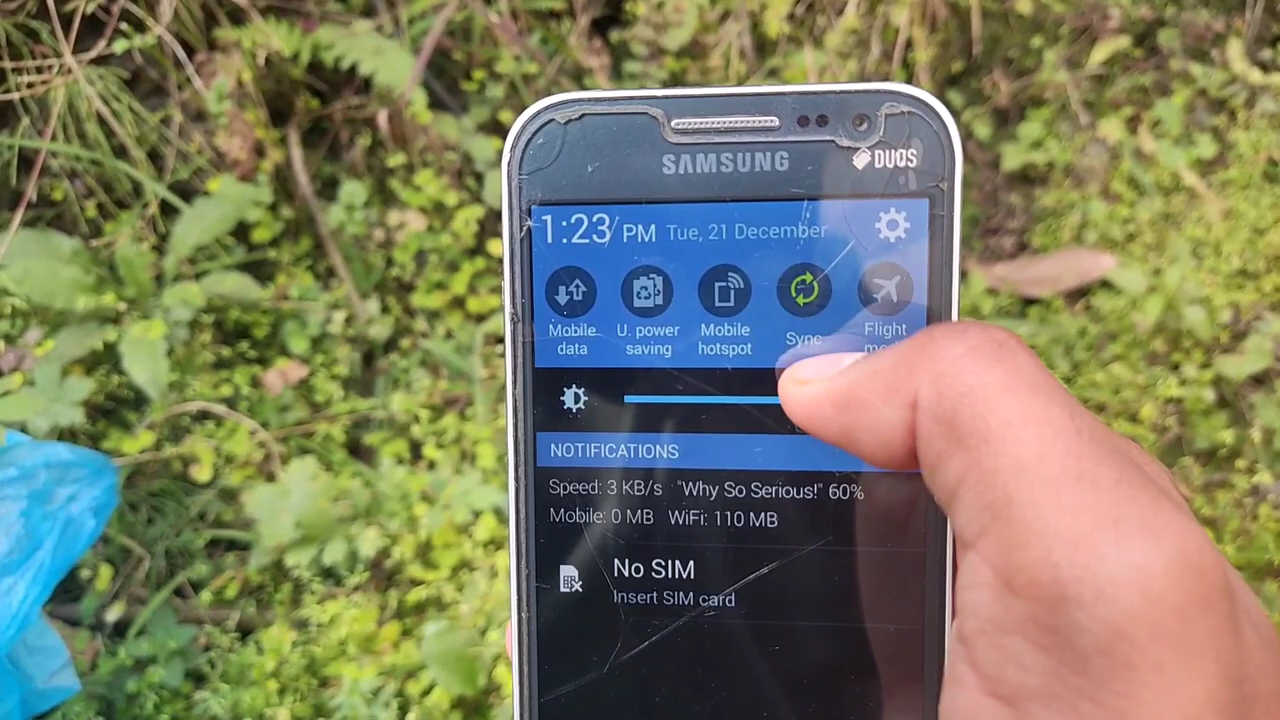 SAMSUNG
DUOS
1:23 PM Tue, 21 December
Mobile data
U. power saving
Mobile hotspot
Sync
Flight
NOTIFICATIONS
Speed: 3 KB/s "Why So Serious!" 60%
Mobile: 0 MB WiFi: 110 MB
No SIM
Insert SIM card